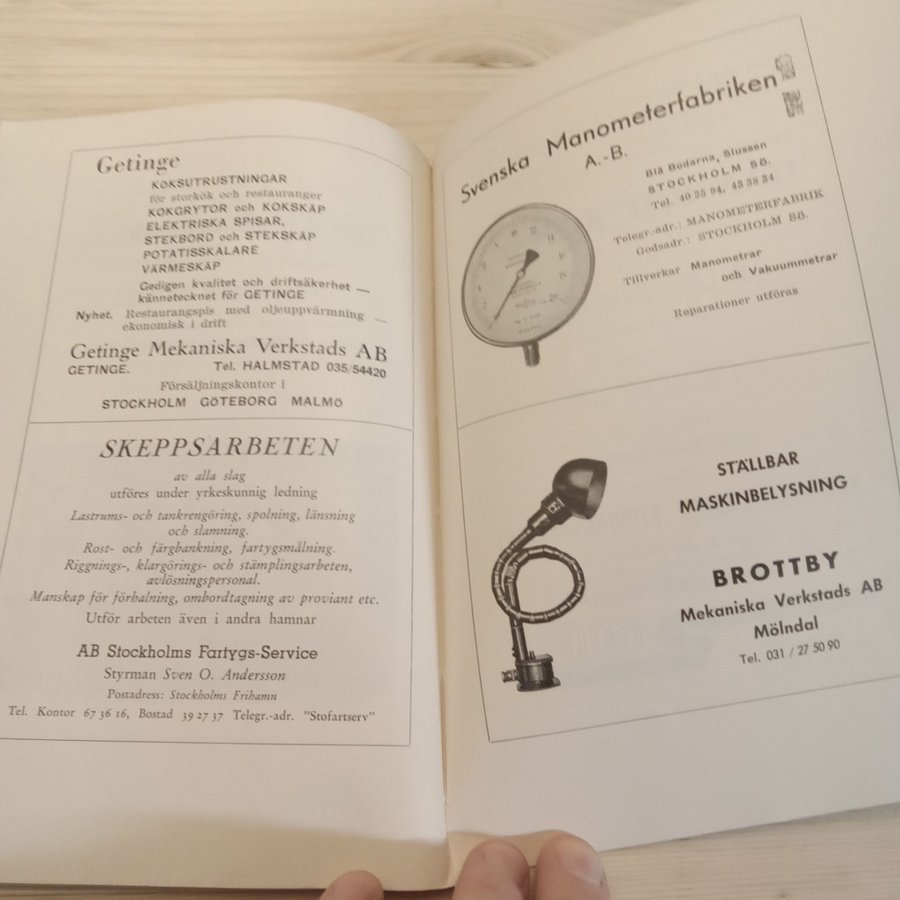 Getinge
KÖKSUTRUSTNINGAR
för storkök och restauranger
KOKGRYTOR och KOKSKÅP
ELEKTRISKA SPISAR,
STEKBORD och STEKSKÅP
POTATISSKALARE
VÄRMESKÅP
Gedigen kvalitet och driftsäkerhet —
kännetecknet för GETINGE
Nyhet. Restaurangspis med oljeuppvärmning —
ekonomisk i drift
Getinge Mekaniska Verkstads AB
GETINGE. Tel. HALMSTAD 035/54420
Försäljningskontor i
STOCKHOLM GÖTEBORG MALMÖ
SKEPPSARBETEN
av alla slag
utföres under yrkeskunnig ledning
Lastrums- och tankrengöring, spolning, länsning
och slamning.
Rost- och färgbankning, fartygsmålning.
Riggnings-, klargörings- och stämplingsarbeten,
avlösningspersonal.
Manskap för förhalning, ombordtagning av proviant etc.
Utför arbeten även i andra hamnar
AB Stockholms Fartygs-Service
Styrman Sven O. Andersson
Postadress: Stockholms Frihamn
Tel. Kontor 67 36 16, Bostad 39 27 37 Telegr.-adr. "Stofartserv"
Svenska Manometerfabriken
A.-B.
Blå Bodarna, Slussen
STOCKHOLM SÖ.
Tel. 40 25 94, 43 38 34
Telegr.-adr.: MANOMETERFABRIK
Godsadr.: STOCKHOLM SÖ.
Tillverkar Manometrar
och Vakuummetrar
Reparationer utföras
STÄLLBAR
MASKINBELYSNING
BROTTBY
Mekaniska Verkstads AB
Mölndal
Tel. 031 / 27 50 90